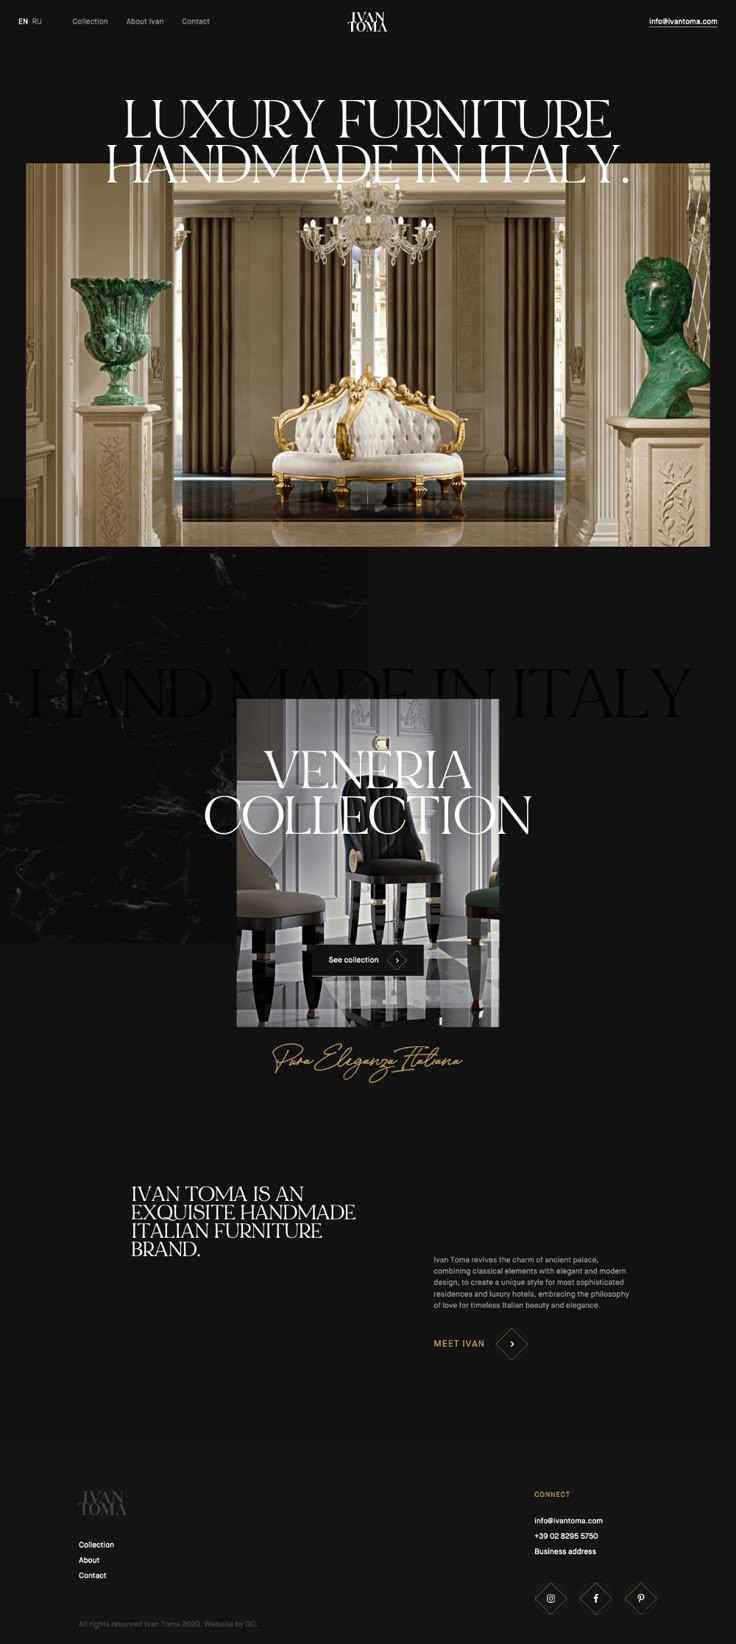 EN RU Collection About Ivan Contact
IVAN
TOMA
info@ivantoma.com
LUXURY FURNITURE
HANDMADE IN ITALY.
HAND MADE IN ITALY
VENERIA
COLLECTION
See collection
Pura Eleganza Italiana
IVAN TOMA IS AN
EXQUISITE HANDMADE
ITALIAN FURNITURE
BRAND.
Ivan Toma revives the charm of ancient palace,
combining classical elements with elegant and modern
design, to create a unique style for most sophisticated
residences and luxury hotels, embracing the philosophy
of love for timeless Italian beauty and elegance.
MEET IVAN
IVAN
TOMA
Collection
About
Contact
All rights reserved Ivan Toma 2020. Website by GC.
CONNECT
info@ivantoma.com
+39 02 8295 5750
Business address